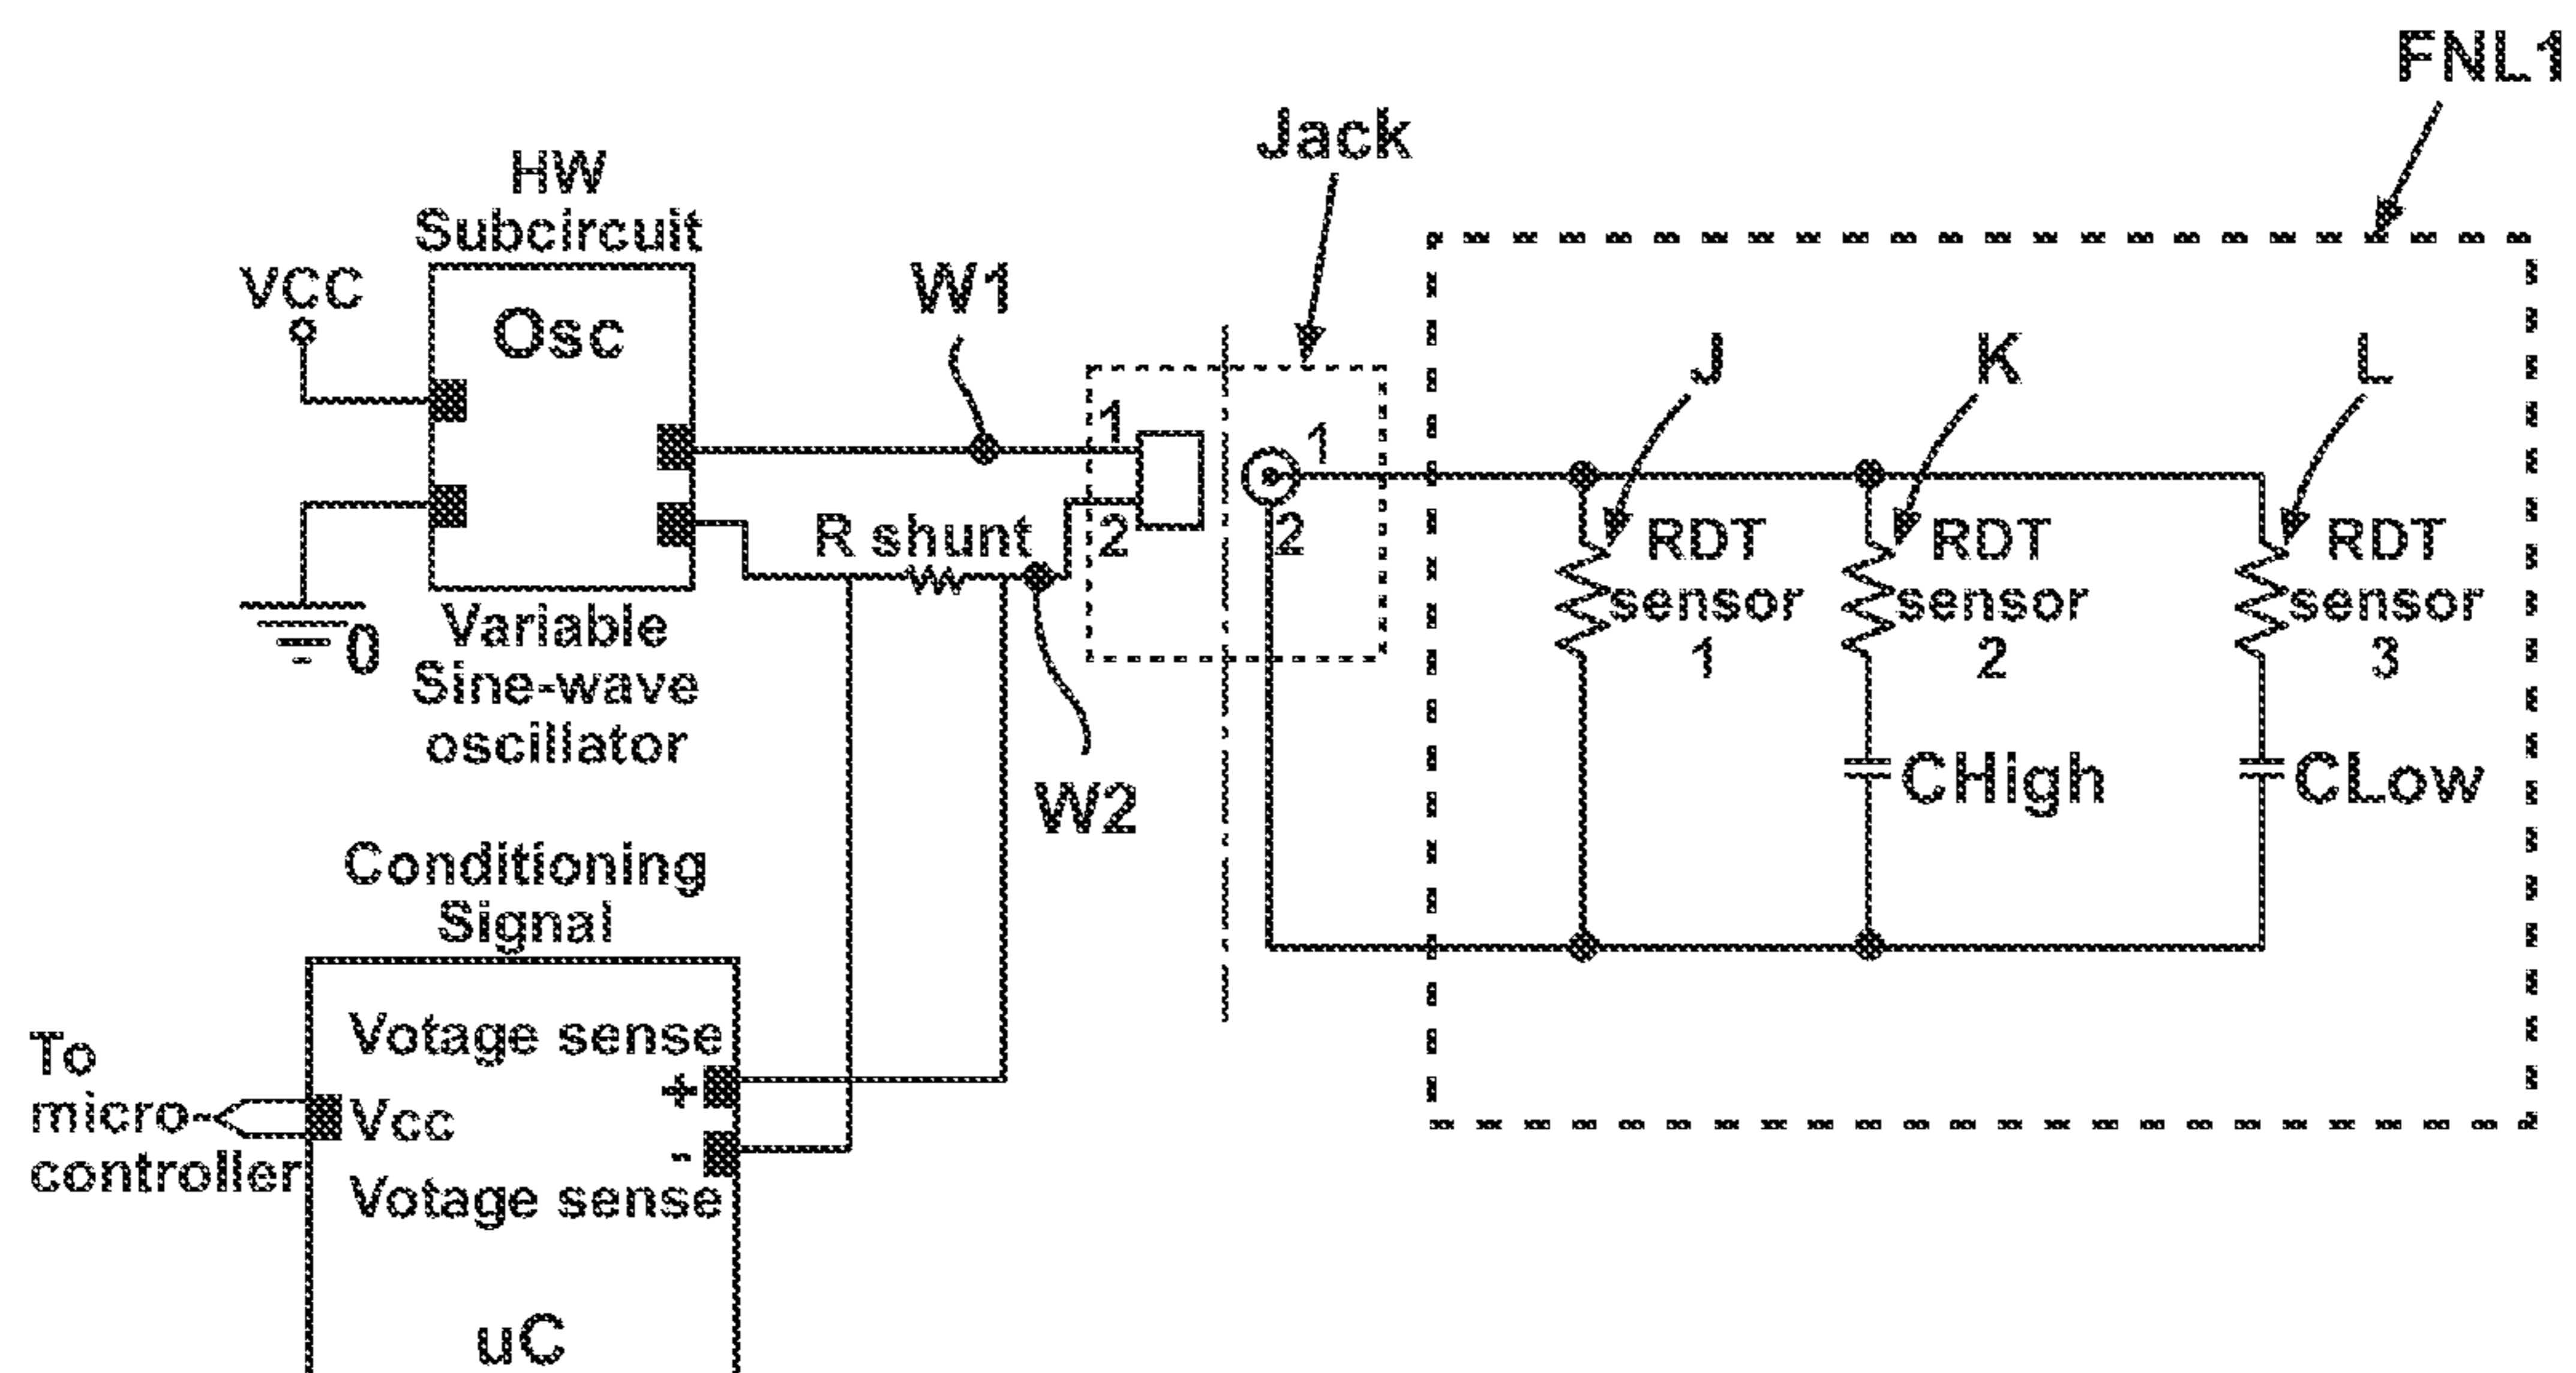 FNL1
Jack
HW
Subcircuit
VCC
Osc
W1
J
K
L
1
1
R shunt
2
2
RDT
sensor
1
RDT
sensor
2
RDT
sensor
3
0
Variable
Sine-wave
oscillator
W2
CHigh
CLow
Conditioning
Signal
Votage sense
+
To
micro-
controller
Vcc
-
Votage sense
uC